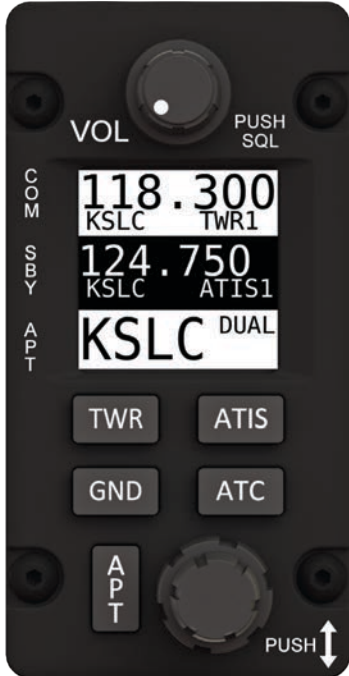 VOL
PUSH
SQL
COM
118.300
KSLC TWR1
SBY
124.750
KSLC ATIS1
APT
KSLC DUAL
TWR ATIS
GND ATC
APT
PUSH